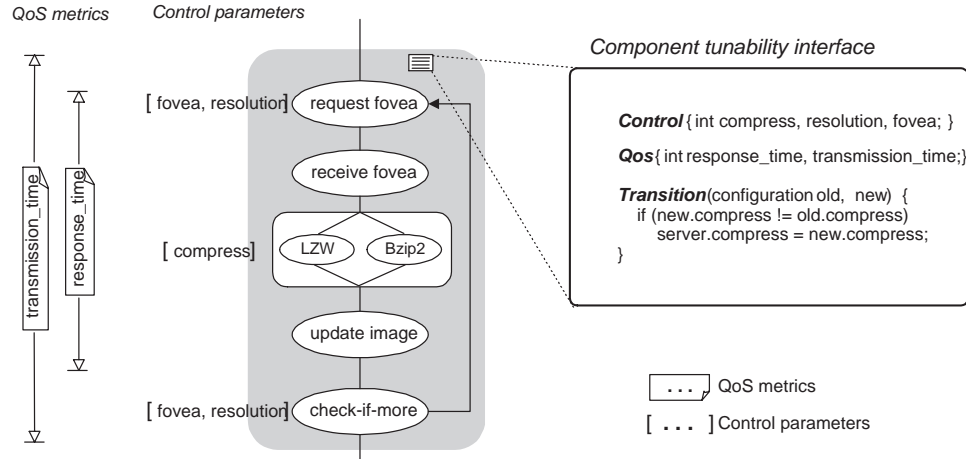 QoS metrics
Control parameters
Component tunability interface
[ fovea, resolution]
request fovea
receive fovea
[ compress]
LZW
Bzip2
update image
[ fovea, resolution]
check-if-more
transmission_time
response_time
Control { int compress, resolution, fovea; }
Qos{ int response_time, transmission_time;}
Transition(configuration old, new) {
if (new.compress != old.compress)
server.compress = new.compress;
}
... QoS metrics
[ ... ] Control parameters